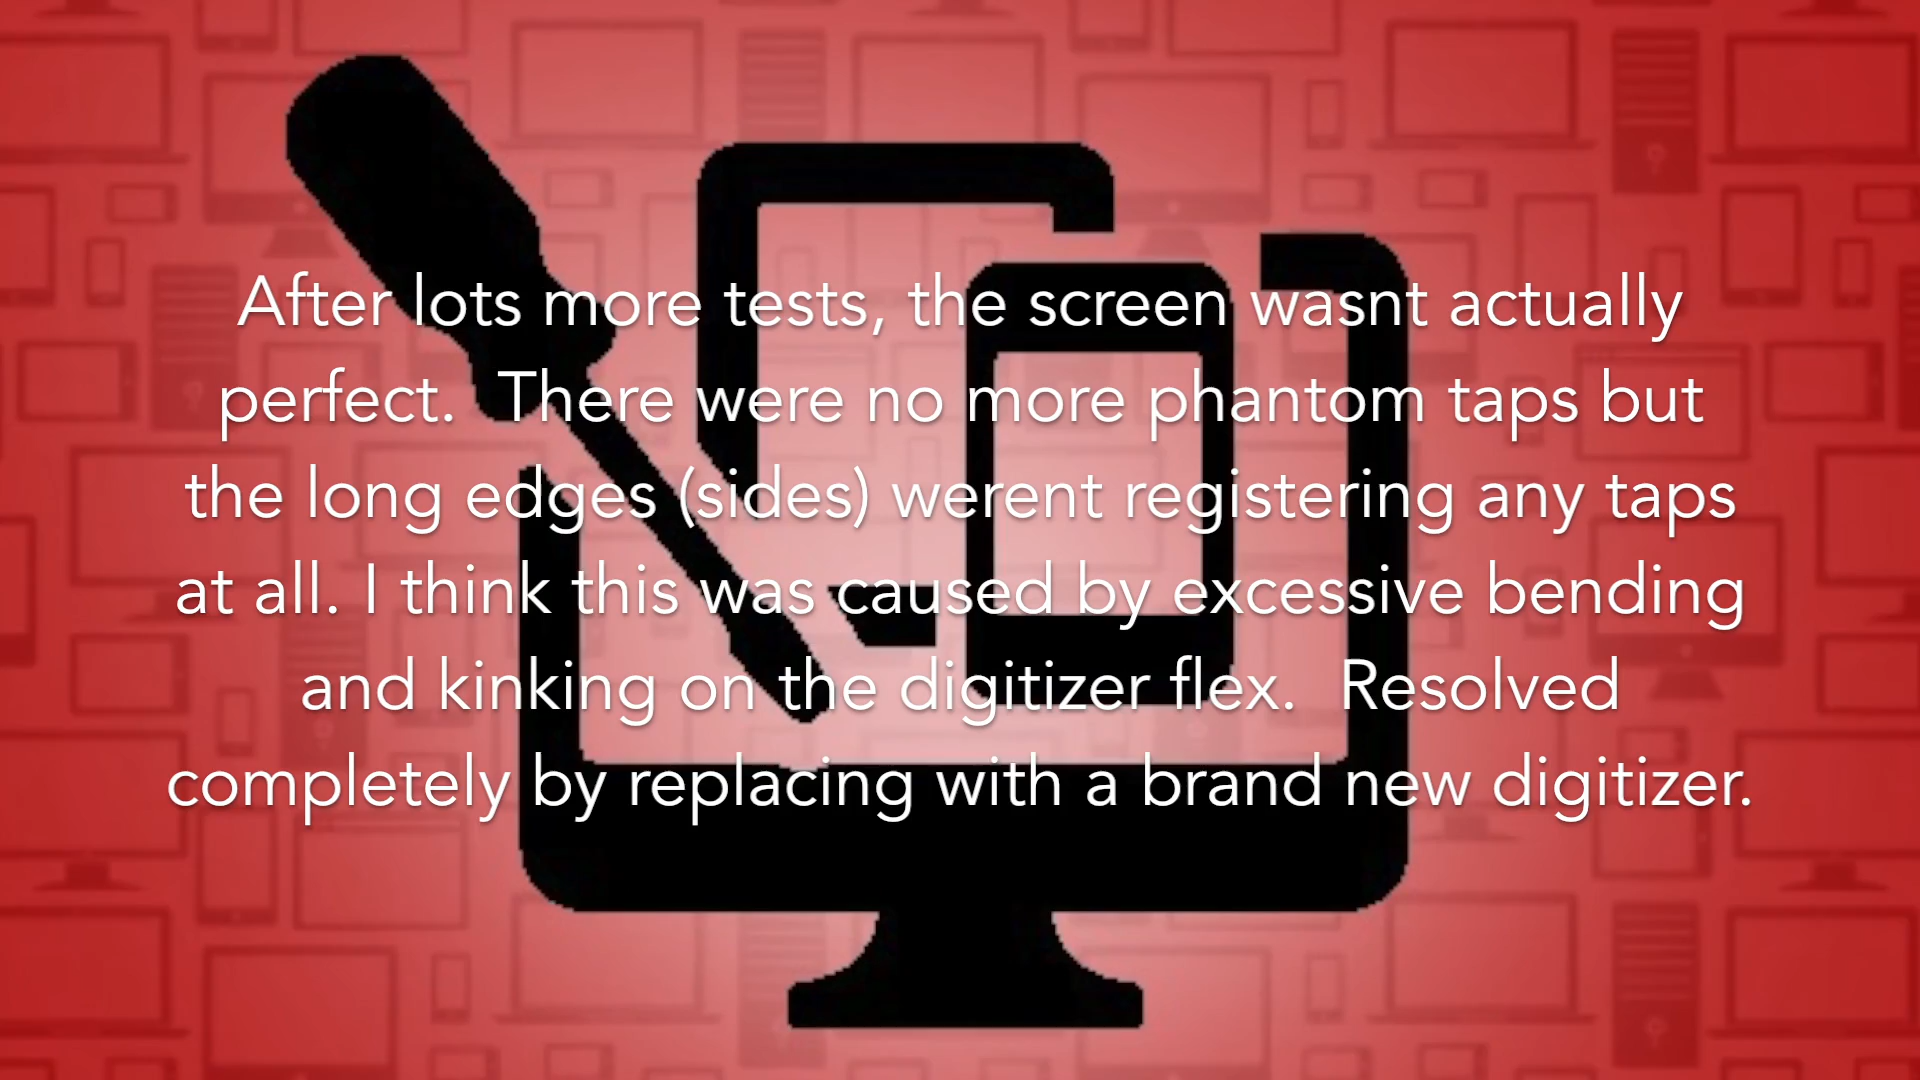 After lots more tests, the screen wasnt actually
perfect.  There were no more phantom taps but
the long edges (sides) werent registering any taps
at all. I think this was caused by excessive bending
and kinking on the digitizer flex.  Resolved
completely by replacing with a brand new digitizer.